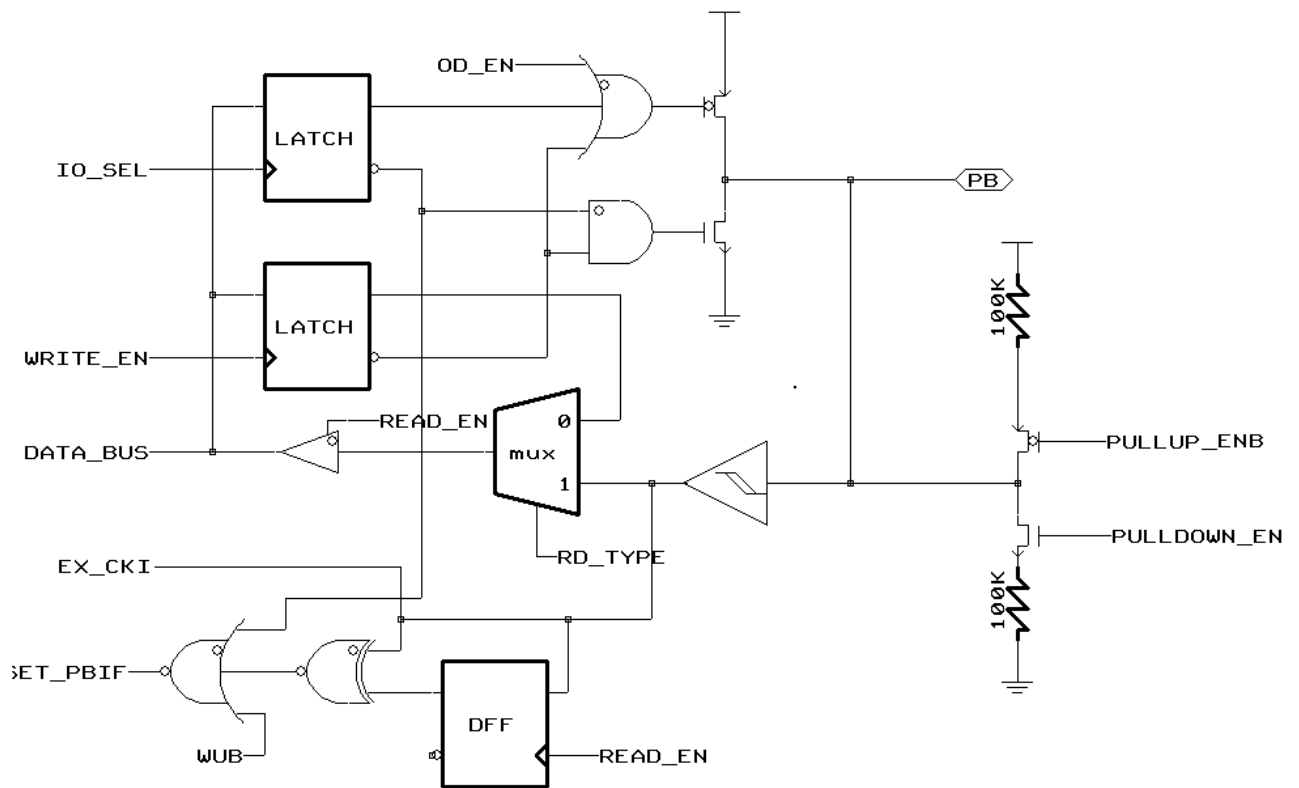 OD_EN
LATCH
IO_SEL
PB
LATCH
100K
WRITE_EN
READ_EN
0
DATA_BUS
mux
PULLUP_ENB
1
PULLDOWN_EN
RD_TYPE
EX_CKI
100K
SET_PBIF
DFF
WUB
READ_EN